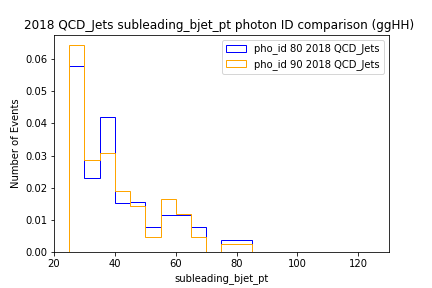 2018 QCD_Jets subleading_bjet_pt photon ID comparison (ggHH)
pho_id 80 2018 QCD_Jets
pho_id 90 2018 QCD_Jets
Number of Events
0.06
0.05
0.04
0.03
0.02
0.01
0.00
20 40 60 80 100 120
subleading_bjet_pt